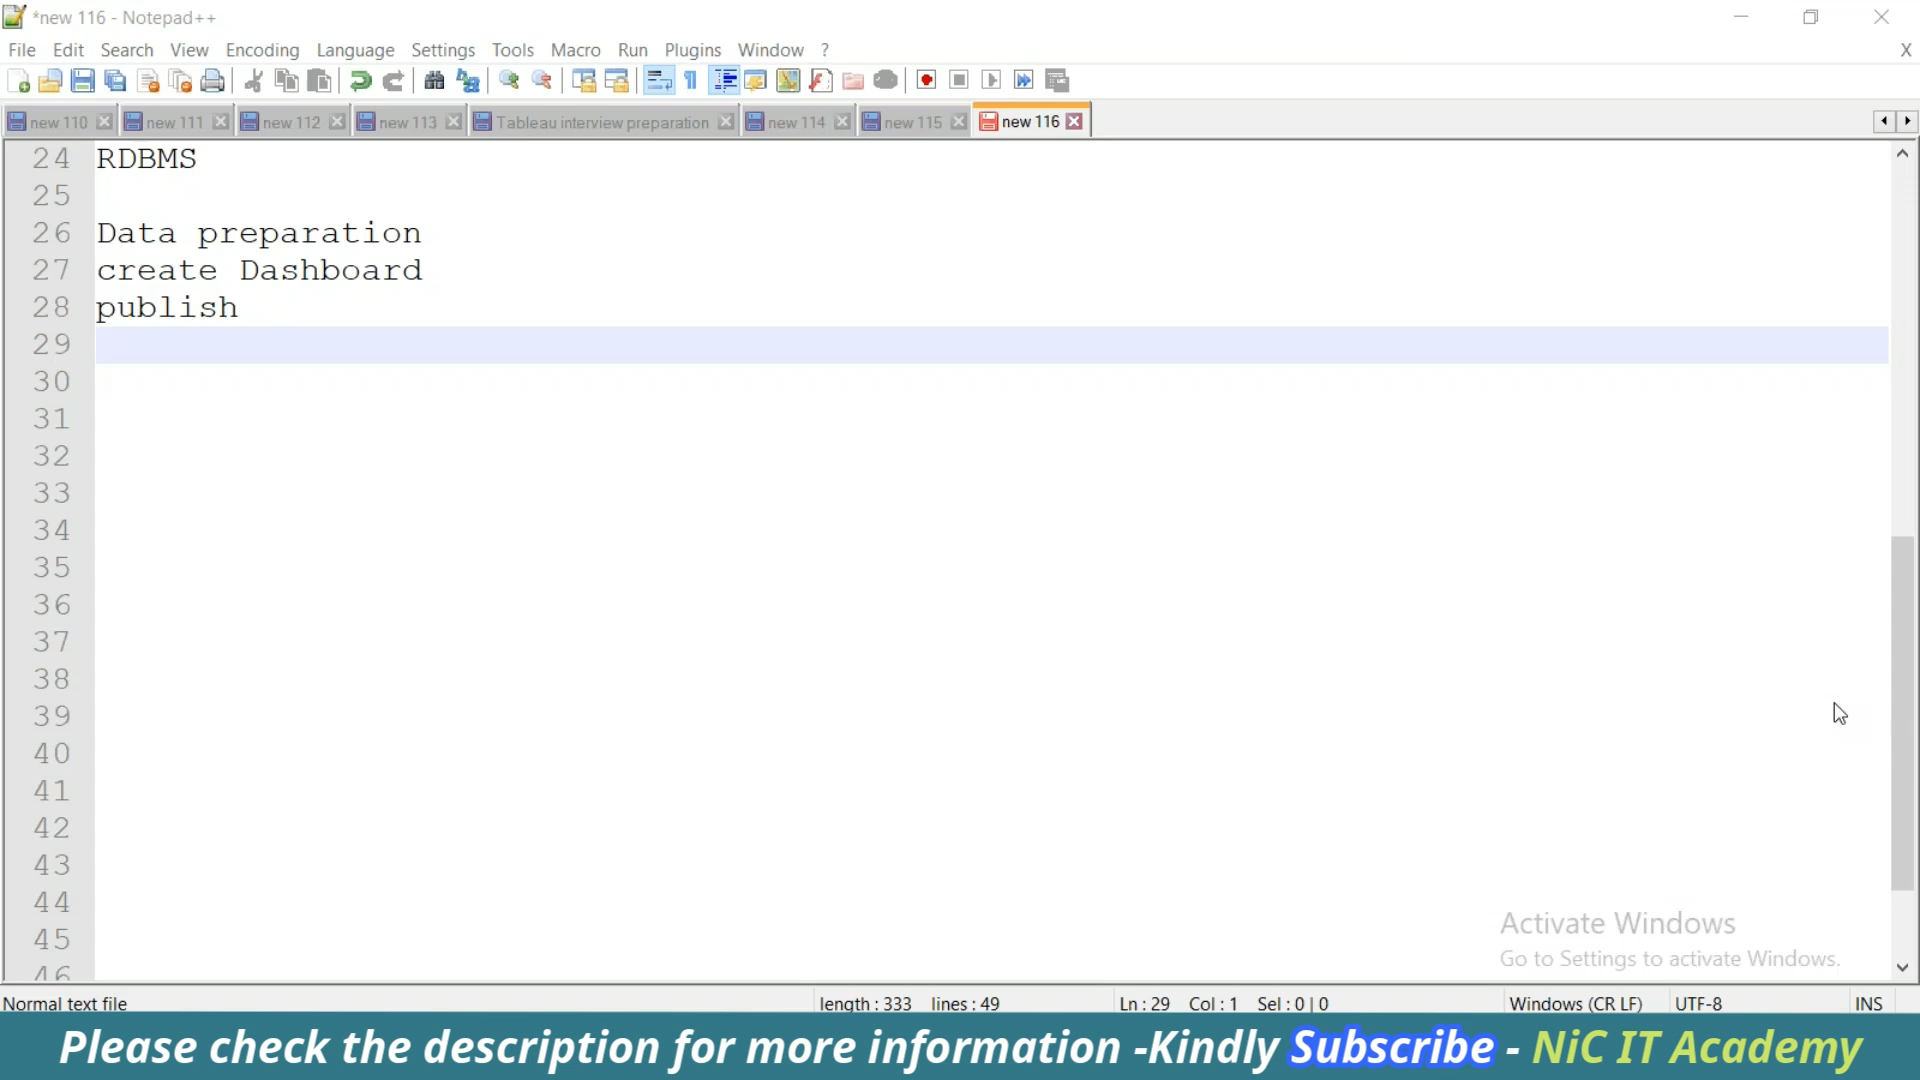 *new 116 - Notepad++
File Edit Search View Encoding Language Settings Tools Macro Run Plugins Window ?
X
new 110 new 111 new 112 new 113 Tableau interview preparation new 114 new 115 new 116
24 RDBMS
25
26 Data preparation
27 create Dashboard
28 publish
29
30
31
32
33
34
35
36
37
38
39
40
41
42
43
44
45
46
Activate Windows
Go to Settings to activate Windows.
Normal text file length : 333 lines : 49 Ln : 29 Col : 1 Sel : 0 | 0 Windows (CR LF) UTF-8 INS
Please check the description for more information -Kindly Subscribe - NiC IT Academy